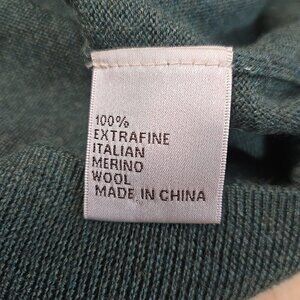 100%
EXTRAFINE
ITALIAN
MERINO
WOOL
MADE IN CHINA